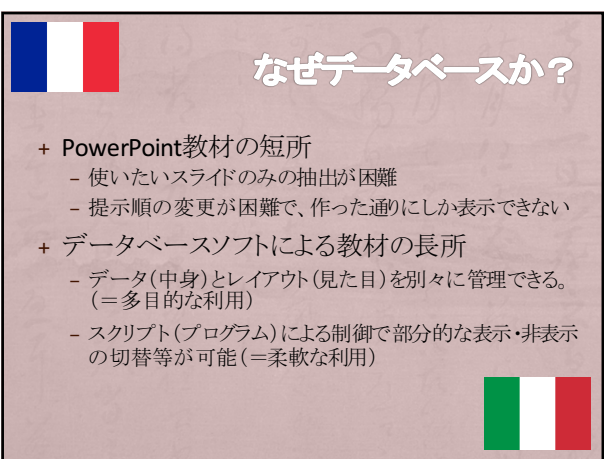 なぜデータベースか？
+ PowerPoint教材の短所
– 使いたいスライドのみの抽出が困難
– 提示順の変更が困難で、作った通りにしか表示できない
+ データベースソフトによる教材の長所
– データ（中身）とレイアウト（見た目）を別々に管理できる。
（＝多目的な利用）
– スクリプト（プログラム）による制御で部分的な表示・非表示
の切替等が可能（＝柔軟な利用）